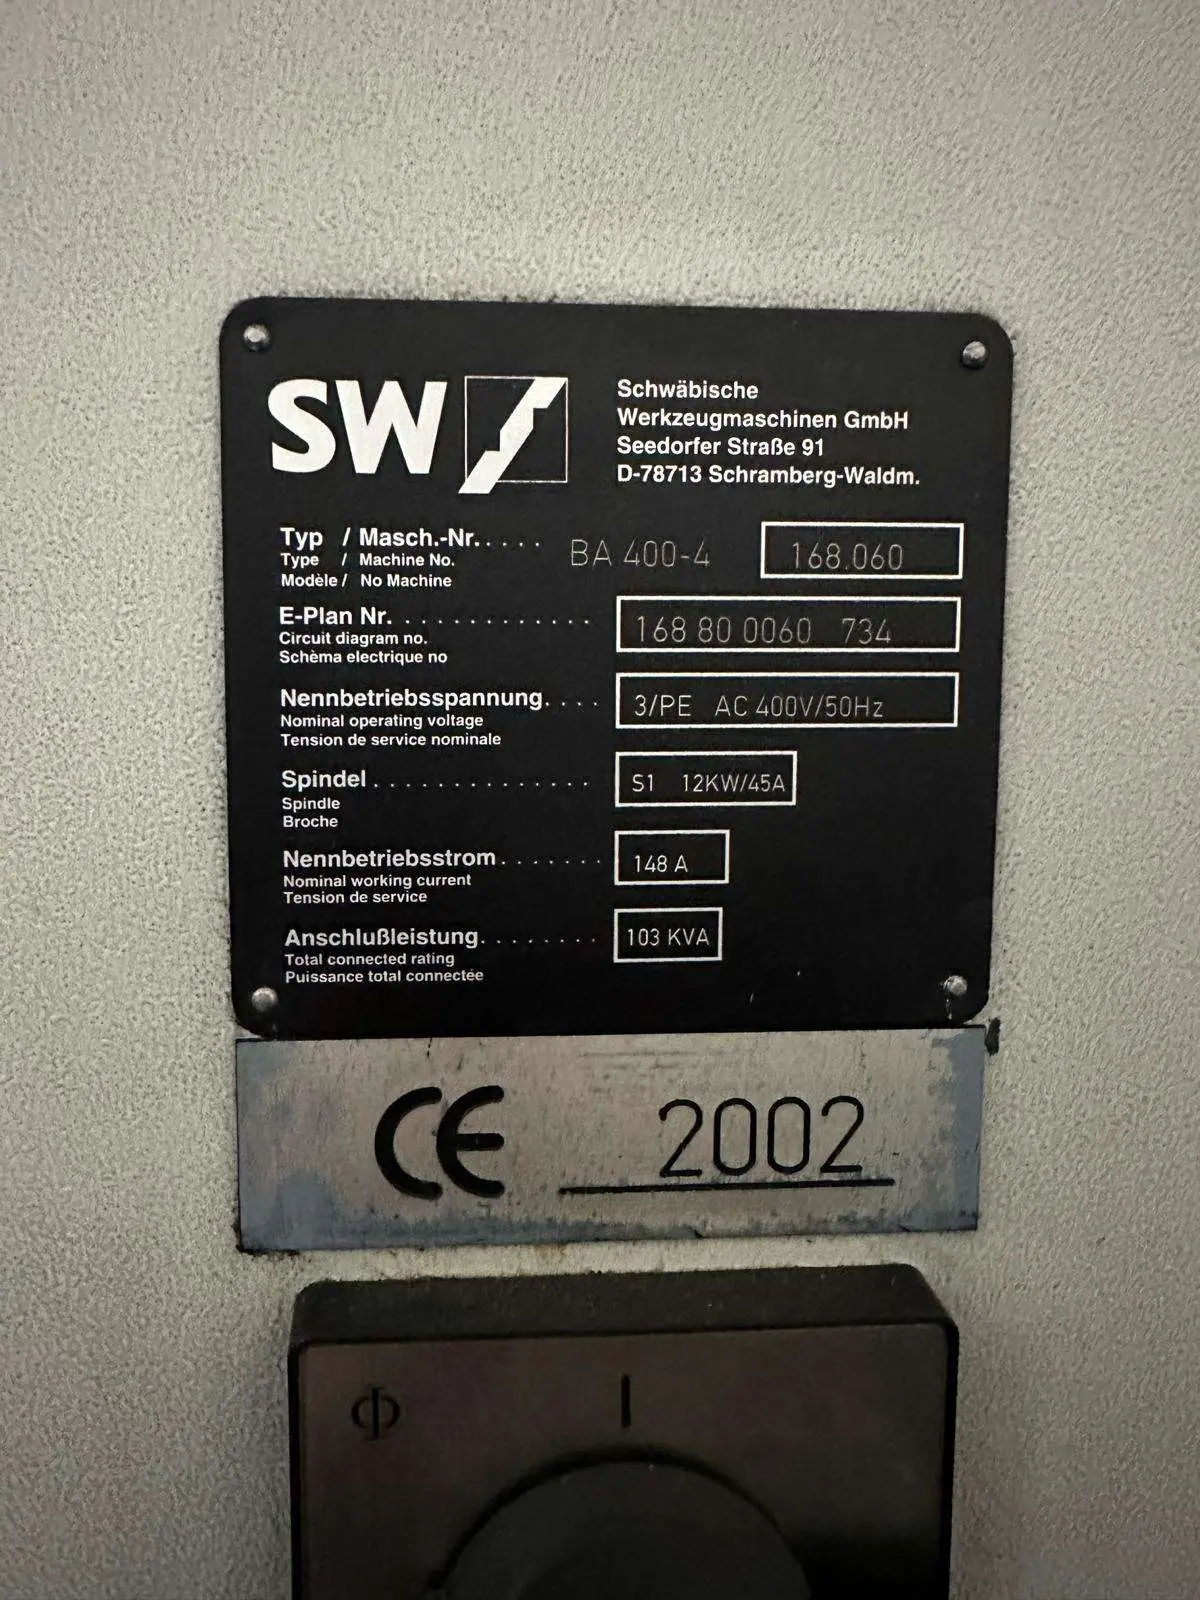 SW
Schwäbische
Werkzeugmaschinen GmbH
Seedorfer Straße 91
D-78713 Schramberg-Waldm.
Typ / Masch.-Nr..... BA 400-4 168.060
Type / Machine No.
Modèle / No Machine
E-Plan Nr. ............. 168 80 0060 734
Circuit diagram no.
Schèma electrique no
Nennbetriebsspannung.... 3/PE AC 400V/50Hz
Nominal operating voltage
Tension de service nominale
Spindel .............. S1 12KW/45A
Spindle
Broche
Nennbetriebsstrom ....... 148 A
Nominal working current
Tension de service
Anschlußleistung........ 103 KVA
Total connected rating
Puissance total connectée
CE 2002